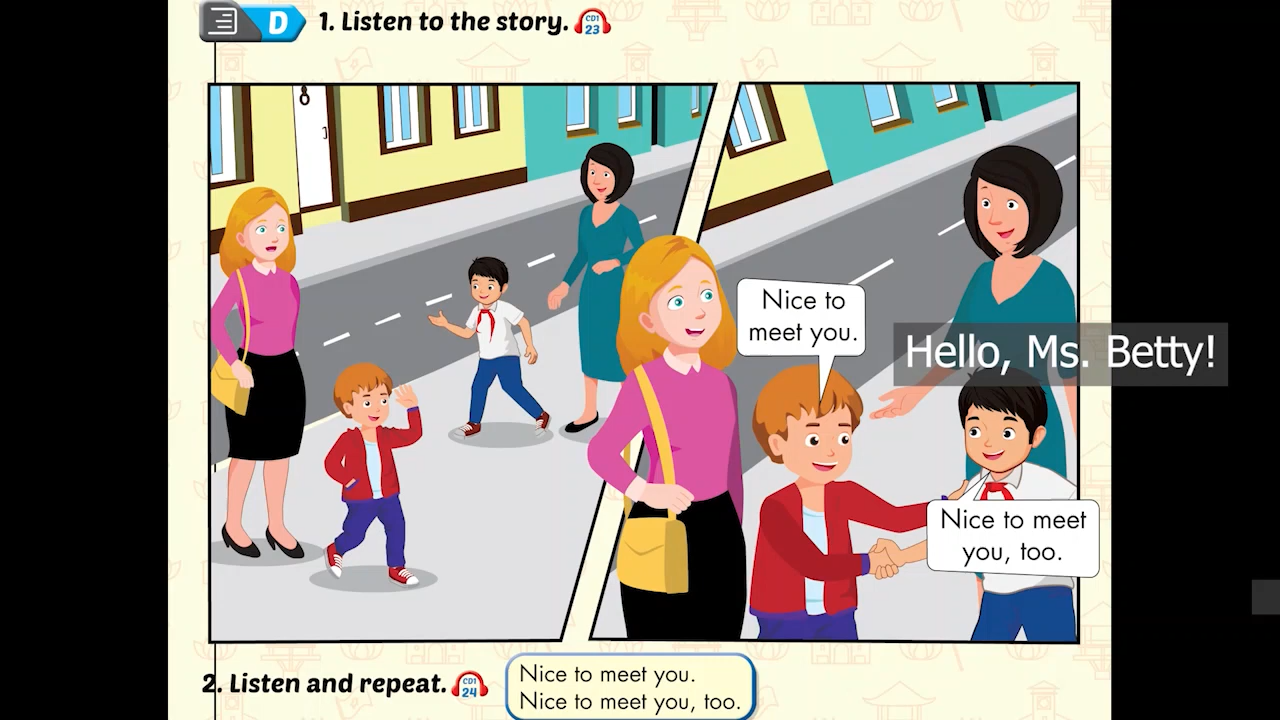 D
1. Listen to the story.
CD1
23
Nice to
meet you.
Hello, Ms. Betty!
Nice to meet
you, too.
2. Listen and repeat.
CD1
24
Nice to meet you.
Nice to meet you, too.